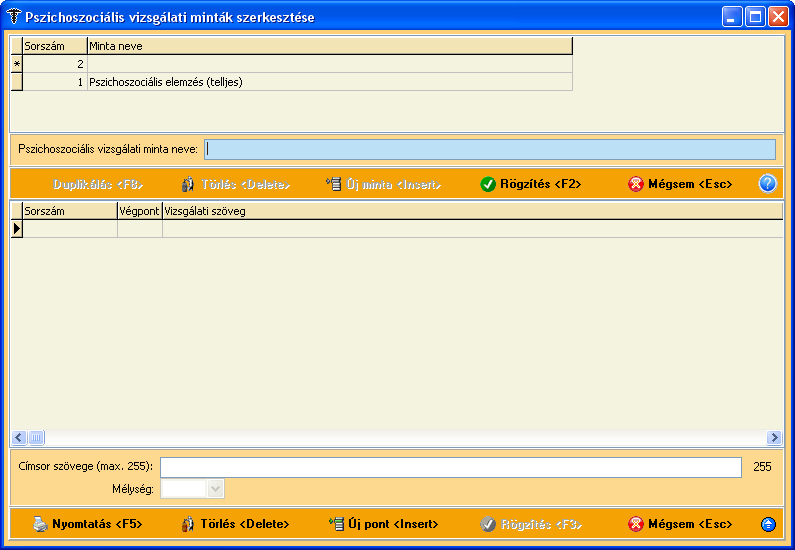 Pszichoszociális vizsgálati minták szerkesztése
Sorszám Minta neve
* 2
1 Pszichoszociális elemzés (telljes)
Pszichoszociális vizsgálati minta neve:
Duplikálás <F8> Törlés <Delete> Új minta <Insert> Rögzítés <F2> Mégsem <Esc> ?
Sorszám Végpont Vizsgálati szöveg
Címsor szövege (max. 255): 255
Mélység:
Nyomtatás <F5> Törlés <Delete> Új pont <Insert> Rögzítés <F3> Mégsem <Esc>